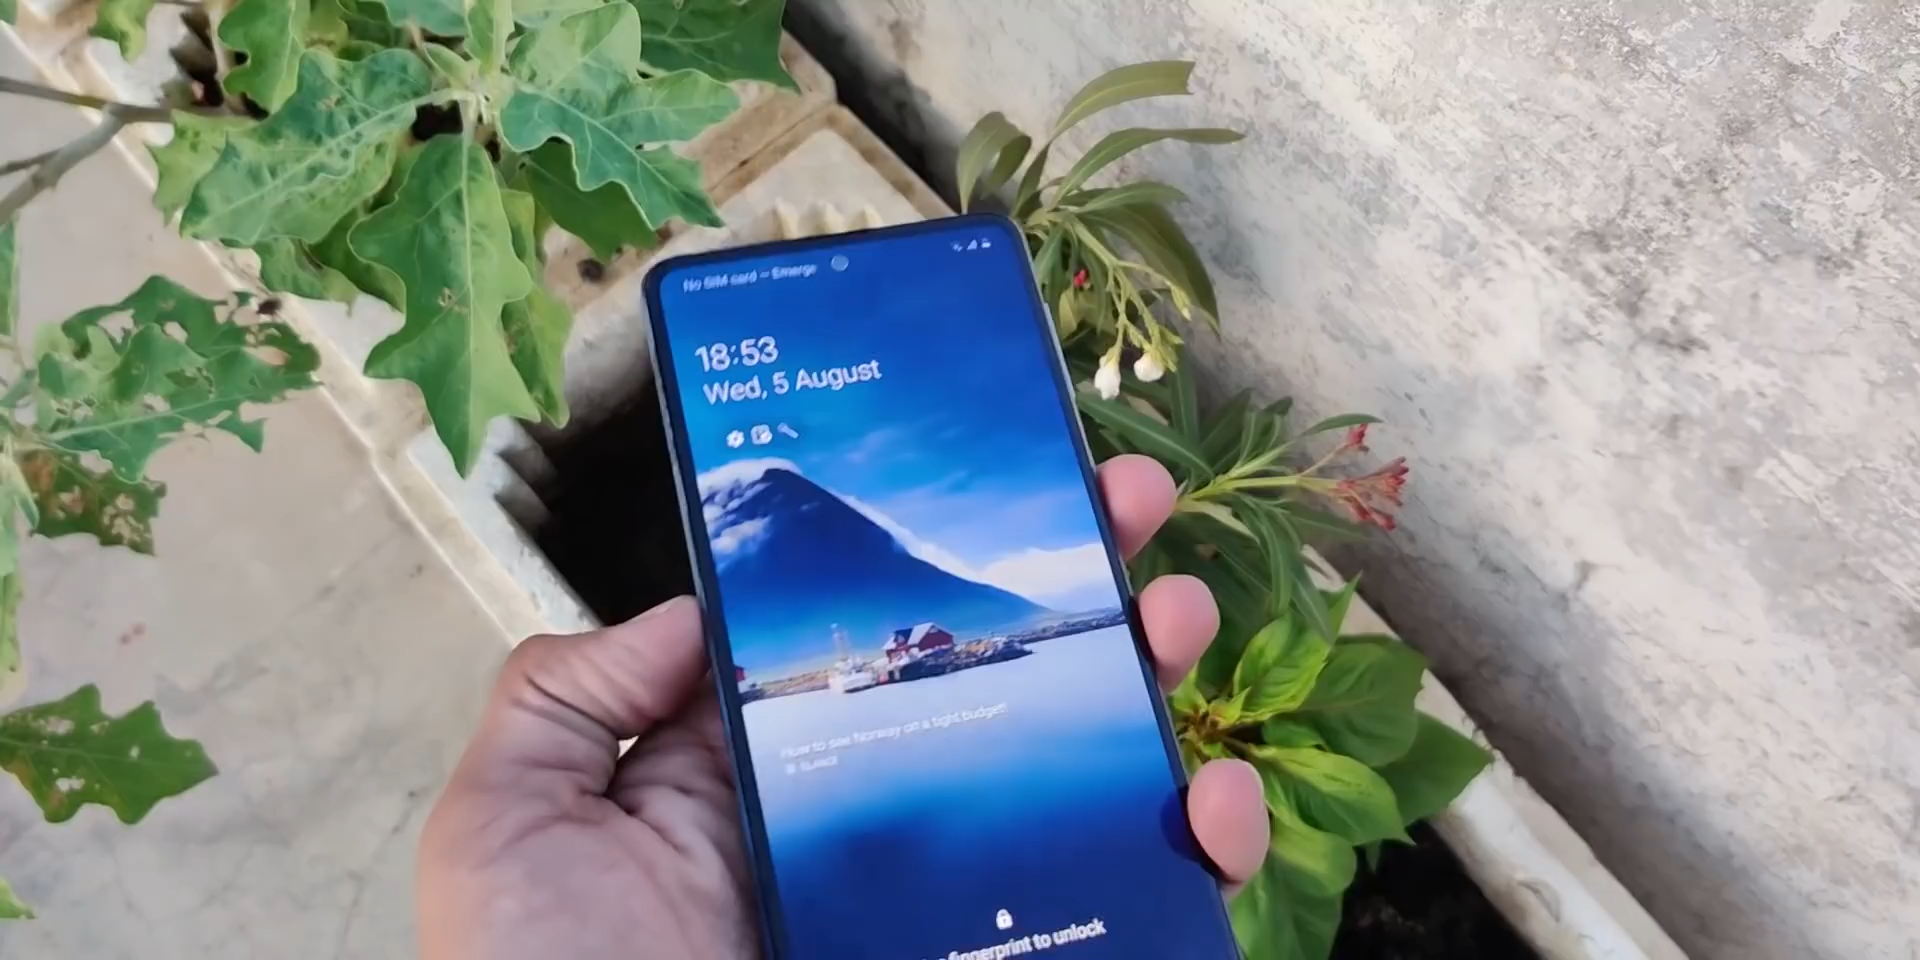 No SIM card – Emerge
18:53
Wed, 5 August
How to see Norway on a tight budget!
GLANCE
fingerprint to unlock